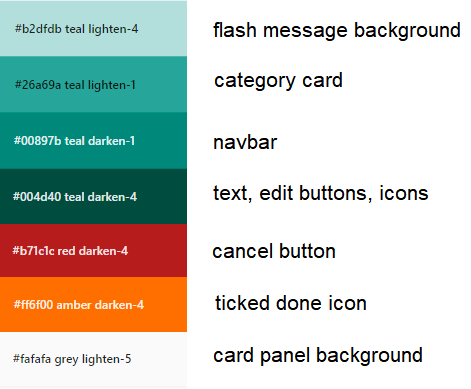 #b2dfdb teal lighten-4 flash message background
#26a69a teal lighten-1 category card
#00897b teal darken-1 navbar
#004d40 teal darken-4 text, edit buttons, icons
#b71c1c red darken-4 cancel button
#ff6f00 amber darken-4 ticked done icon
#fafafa grey lighten-5 card panel background